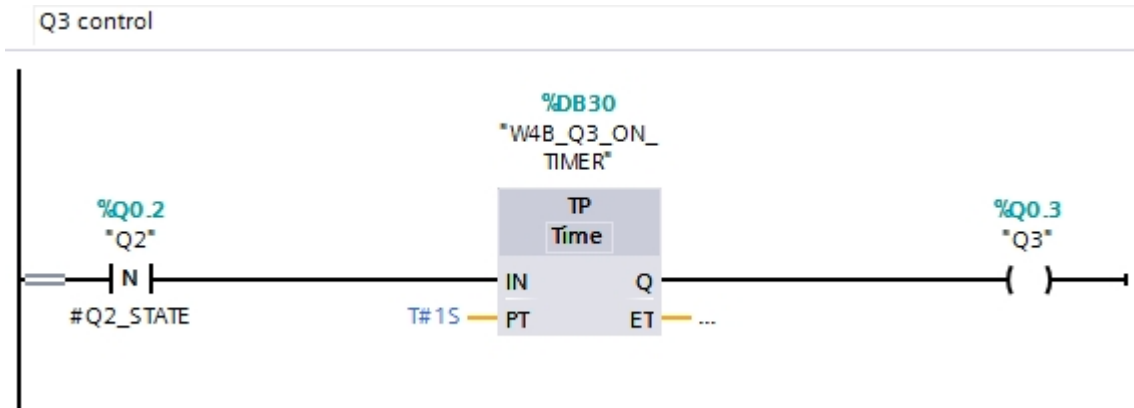 Q3 control
%DB30
"W4B_Q3_ON_
TIMER"
TP
Time
%Q0.2
"Q2"
N
#Q2_STATE
IN
Q
T#1S
PT
ET
...
%Q0.3
"Q3"
( )